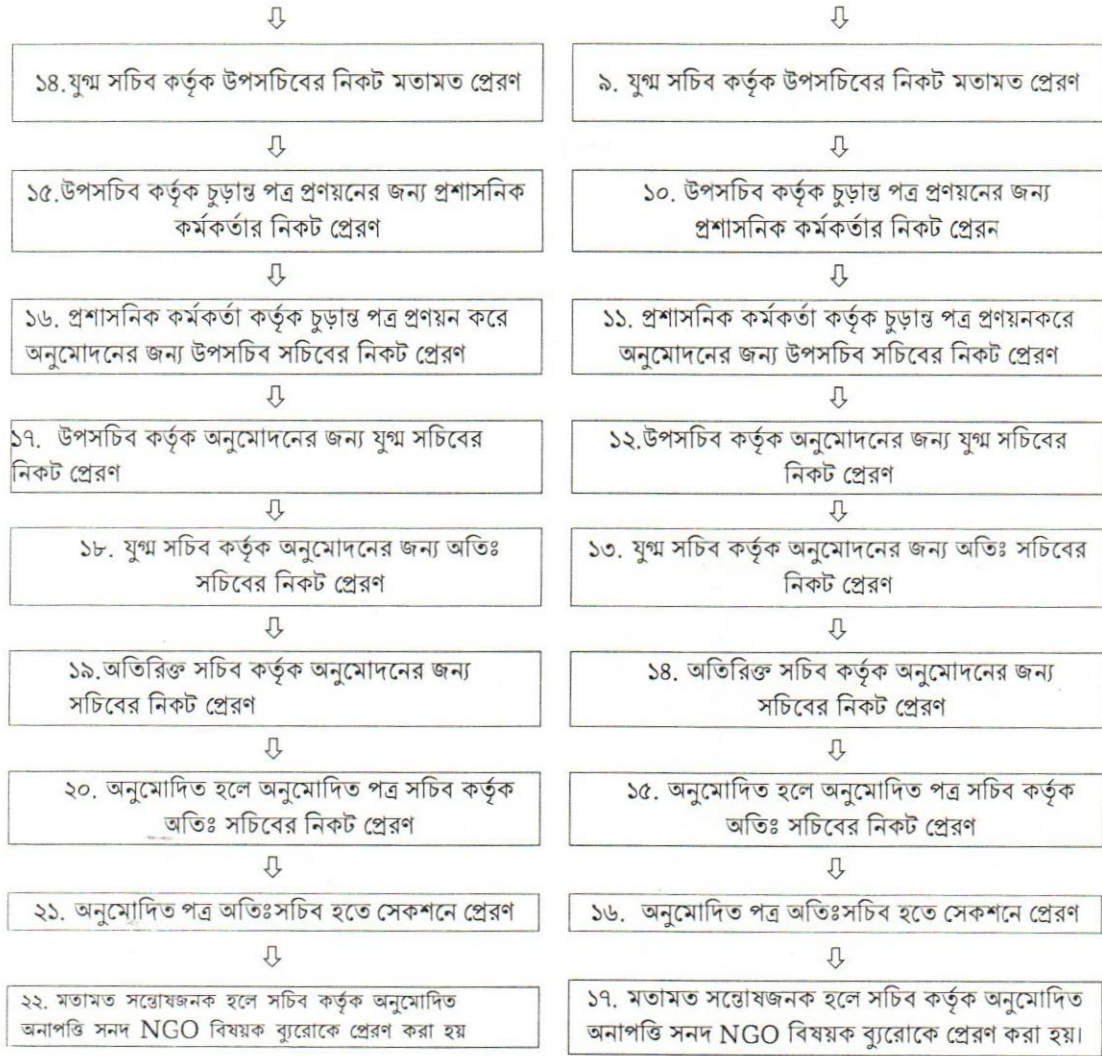 ১৪.যুগ্ম সচিব কর্তৃক উপসচিবের নিকট মতামত প্রেরণ
৯. যুগ্ম সচিব কর্তৃক উপসচিবের নিকট মতামত প্রেরণ
১৫.উপসচিব কর্তৃক চুড়ান্ত পত্র প্রণয়নের জন্য প্রশাসনিক
কর্মকর্তার নিকট প্রেরণ
১০. উপসচিব কর্তৃক চুড়ান্ত পত্র প্রণয়নের জন্য
প্রশাসনিক কর্মকর্তার নিকট প্রেরন
১৬. প্রশাসনিক কর্মকর্তা কর্তৃক চুড়ান্ত পত্র প্রণয়ন করে
অনুমোদনের জন্য উপসচিব সচিবের নিকট প্রেরণ
১১. প্রশাসনিক কর্মকর্তা কর্তৃক চুড়ান্ত পত্র প্রণয়নকরে
অনুমোদনের জন্য উপসচিব সচিবের নিকট প্রেরণ
১৭. উপসচিব কর্তৃক অনুমোদনের জন্য যুগ্ম সচিবের
নিকট প্রেরণ
১২.উপসচিব কর্তৃক অনুমোদনের জন্য যুগ্ম সচিবের
নিকট প্রেরণ
১৮. যুগ্ম সচিব কর্তৃক অনুমোদনের জন্য অতিঃ
সচিবের নিকট প্রেরণ
১৩. যুগ্ম সচিব কর্তৃক অনুমোদনের জন্য অতিঃ সচিবের
নিকট প্রেরণ
১৯.অতিরিক্ত সচিব কর্তৃক অনুমোদনের জন্য
সচিবের নিকট প্রেরণ
১৪. অতিরিক্ত সচিব কর্তৃক অনুমোদনের জন্য
সচিবের নিকট প্রেরণ
২০. অনুমোদিত হলে অনুমোদিত পত্র সচিব কর্তৃক
অতিঃ সচিবের নিকট প্রেরণ
১৫. অনুমোদিত হলে অনুমোদিত পত্র সচিব কর্তৃক
অতিঃ সচিবের নিকট প্রেরণ
২১. অনুমোদিত পত্র অতিঃসচিব হতে সেকশনে প্রেরণ
১৬. অনুমোদিত পত্র অতিঃসচিব হতে সেকশনে প্রেরণ
২২. মতামত সন্তোষজনক হলে সচিব কর্তৃক অনুমোদিত
অনাপত্তি সনদ NGO বিষয়ক ব্যুরোকে প্রেরণ করা হয়
১৭. মতামত সন্তোষজনক হলে সচিব কর্তৃক অনুমোদিত
অনাপত্তি সনদ NGO বিষয়ক ব্যুরোকে প্রেরণ করা হয়।